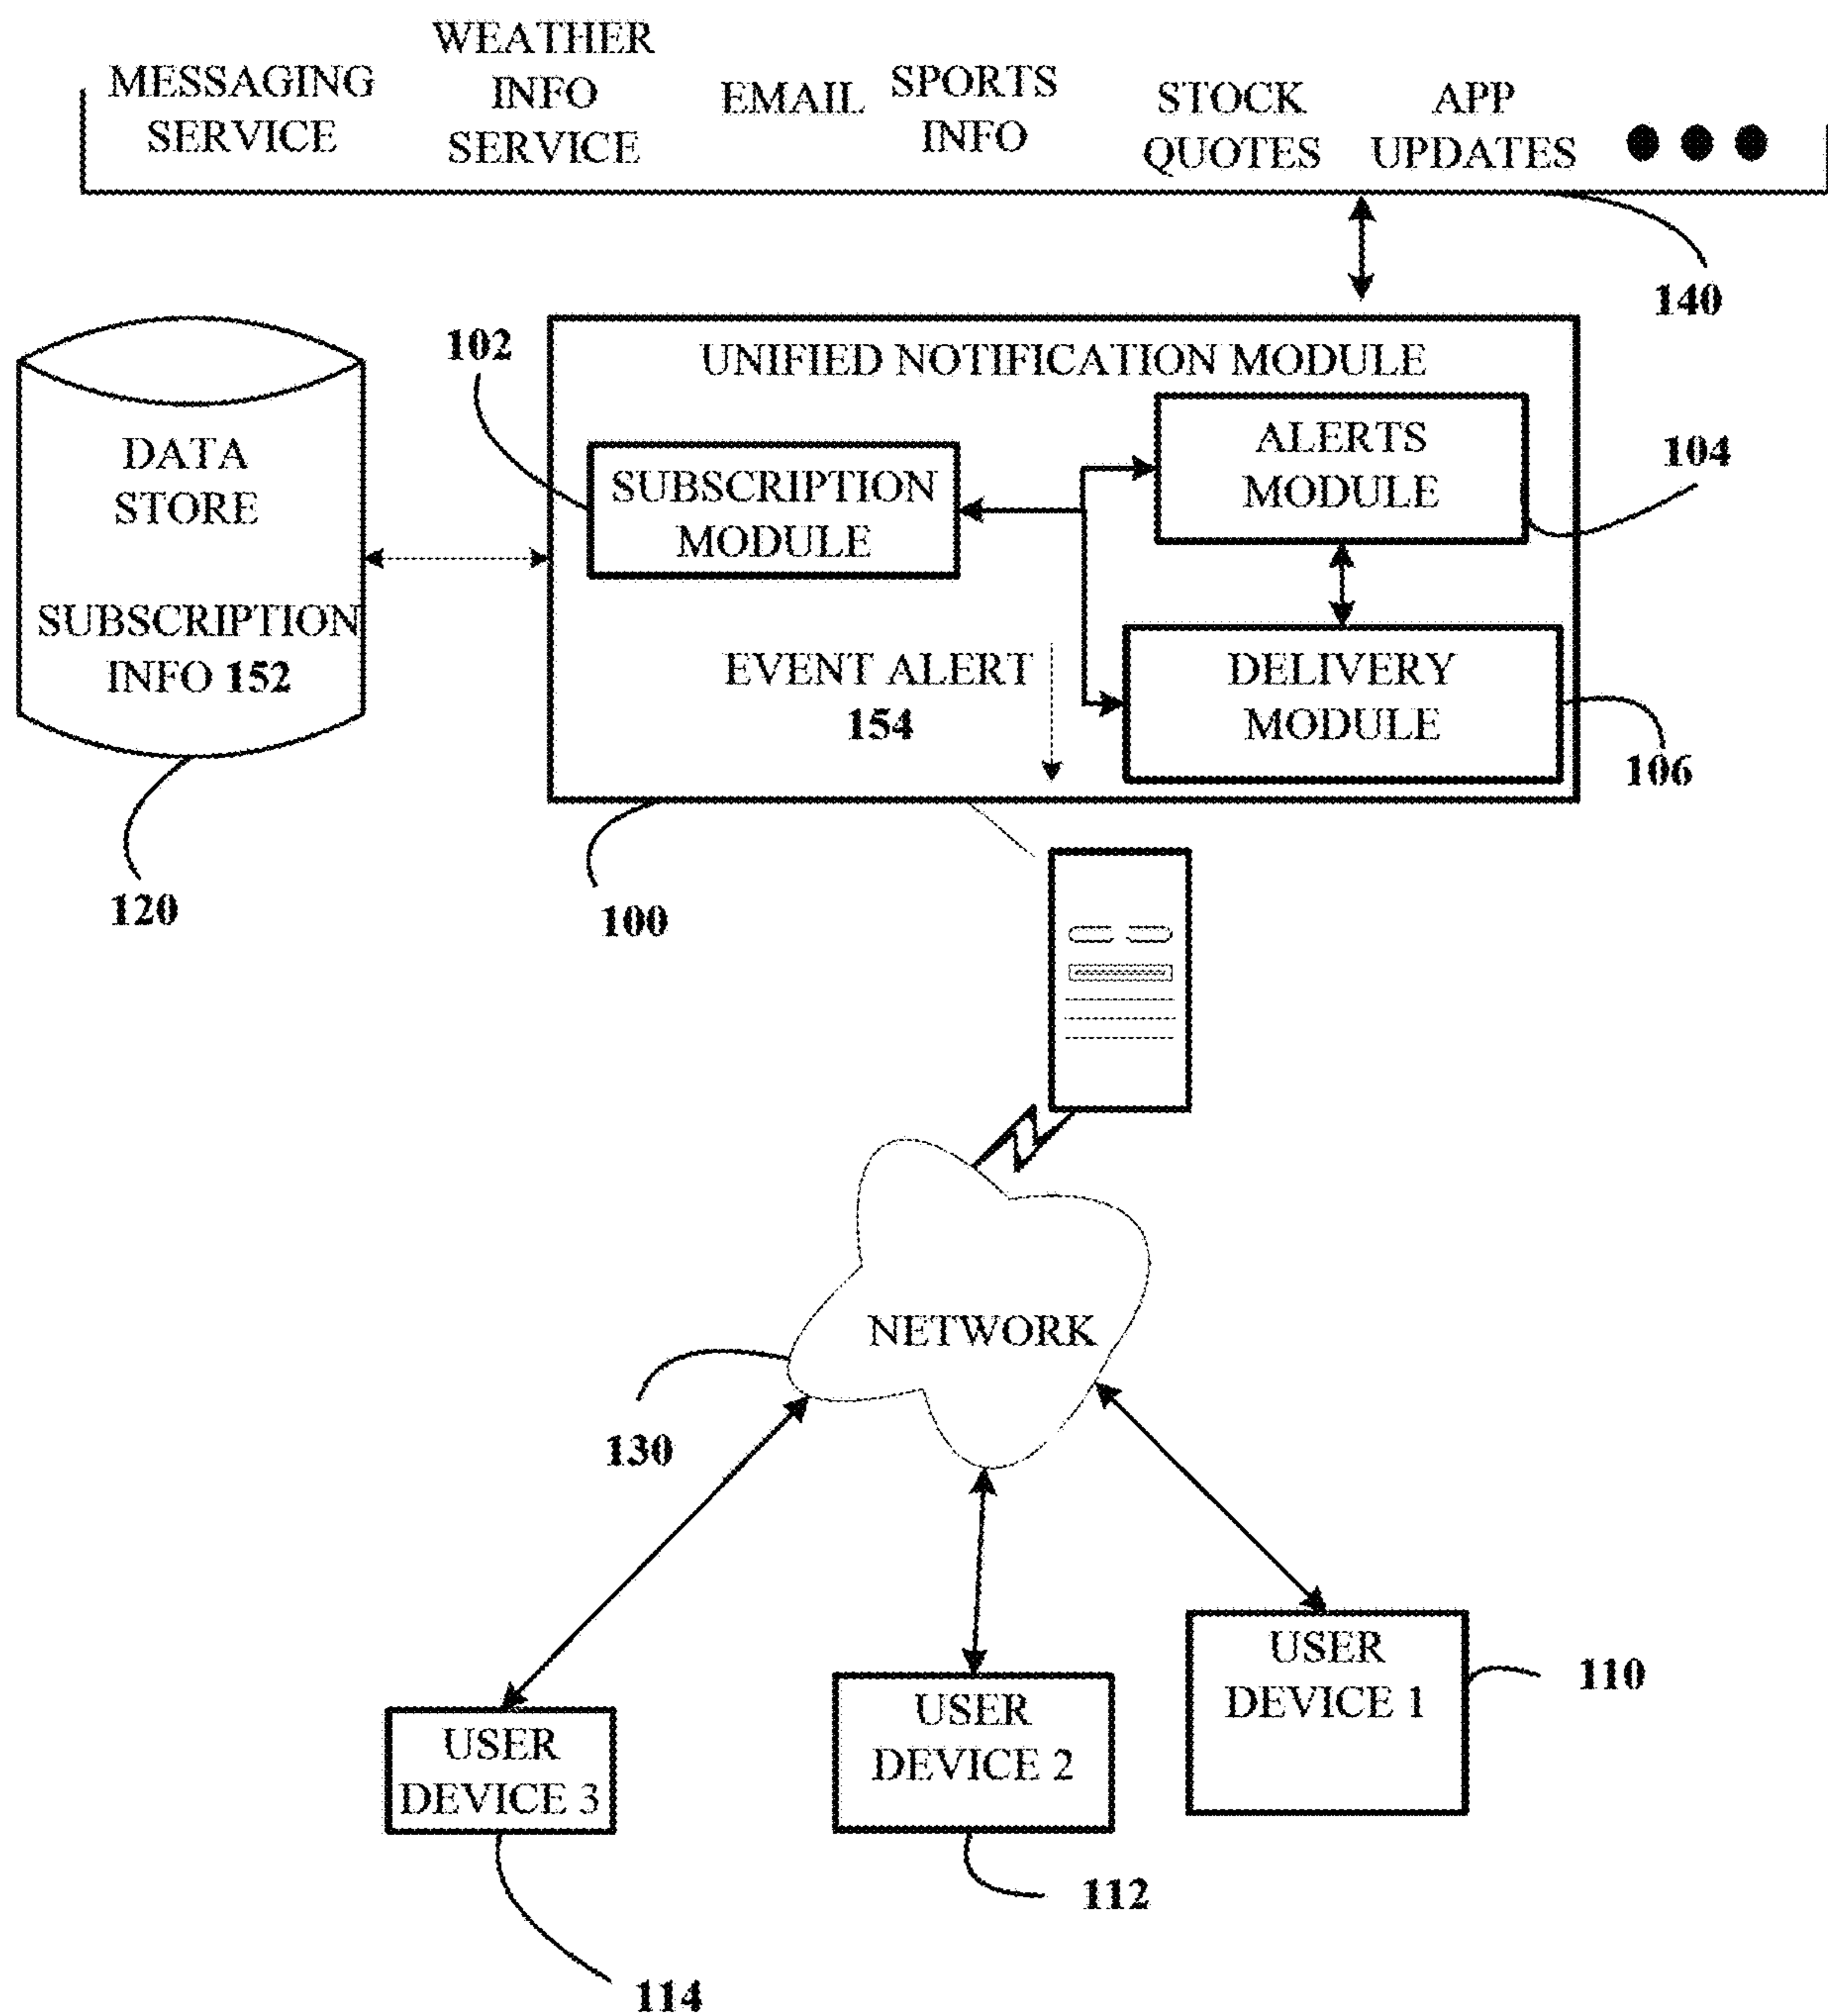 MESSAGING
SERVICE
WEATHER
INFO
SERVICE
EMAIL
SPORTS
INFO
STOCK
QUOTES
APP
UPDATES
140
102
UNIFIED NOTIFICATION MODULE
ALERTS
MODULE
104
SUBSCRIPTION
MODULE
DATA
STORE
SUBSCRIPTION
INFO 152
EVENT ALERT
154
DELIVERY
MODULE
106
120
100
NETWORK
130
USER
DEVICE 1
110
USER
DEVICE 2
112
USER
DEVICE 3
114